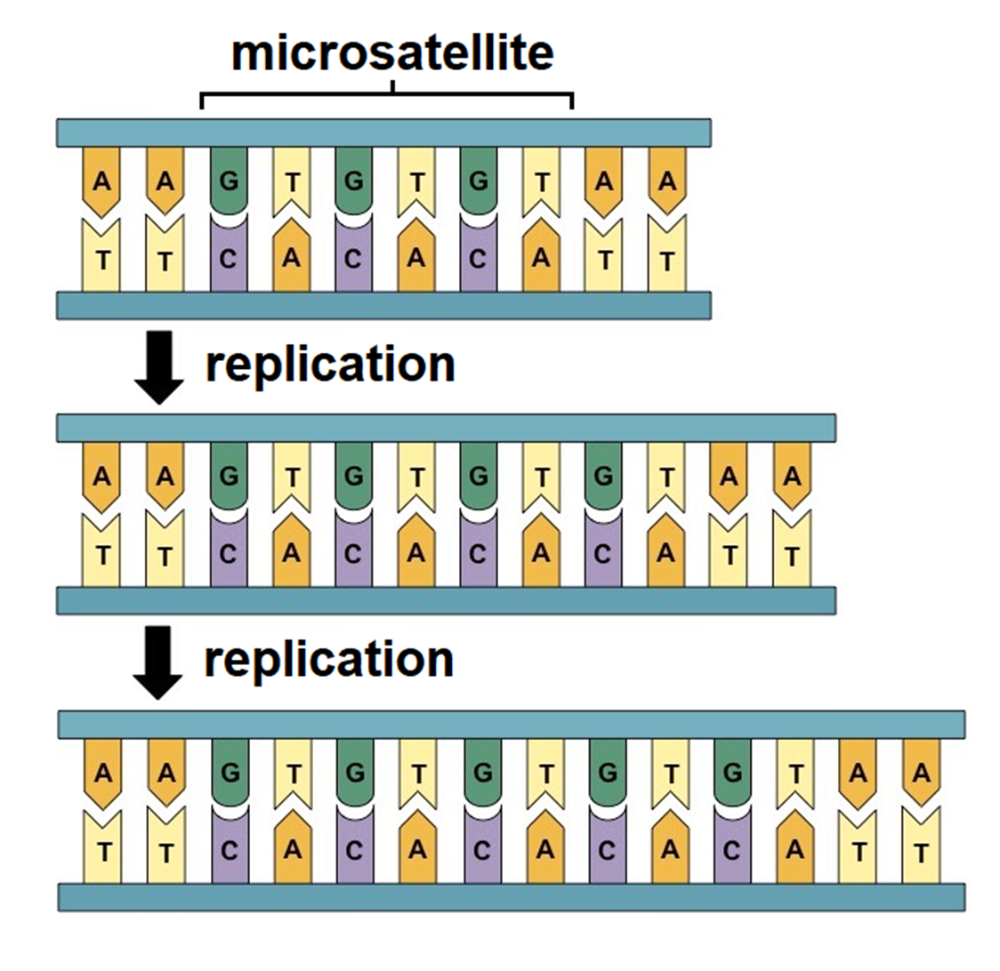 microsatellite
A A G T G T G T A A
T T C A C A C A T T
replication
A A G T G T G T G T A A
T T C A C A C A C A T T
replication
A A G T G T G T G T G T A A
T T C A C A C A C A C A T T